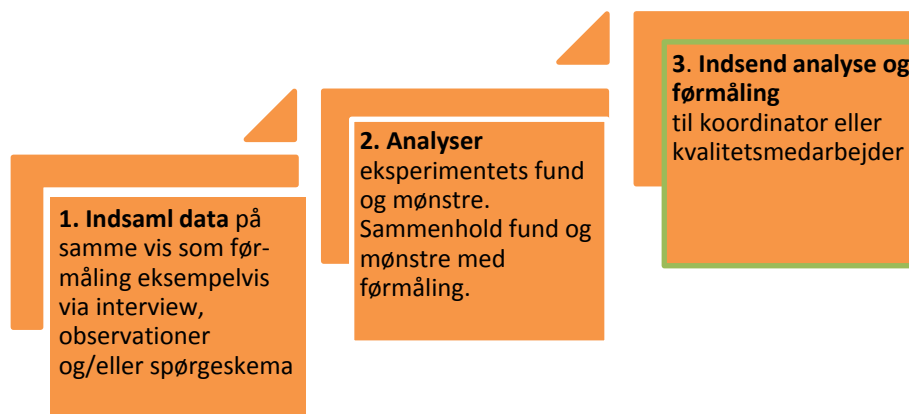 1. Indsaml data på
samme vis som før-
måling eksempelvis
via interview,
observationer
og/eller spørgeskema
2. Analyser
eksperimentets fund
og mønstre.
Sammenhold fund og
mønstre med
førmåling.
3. Indsend analyse og
førmåling
til koordinator eller
kvalitetsmedarbejder